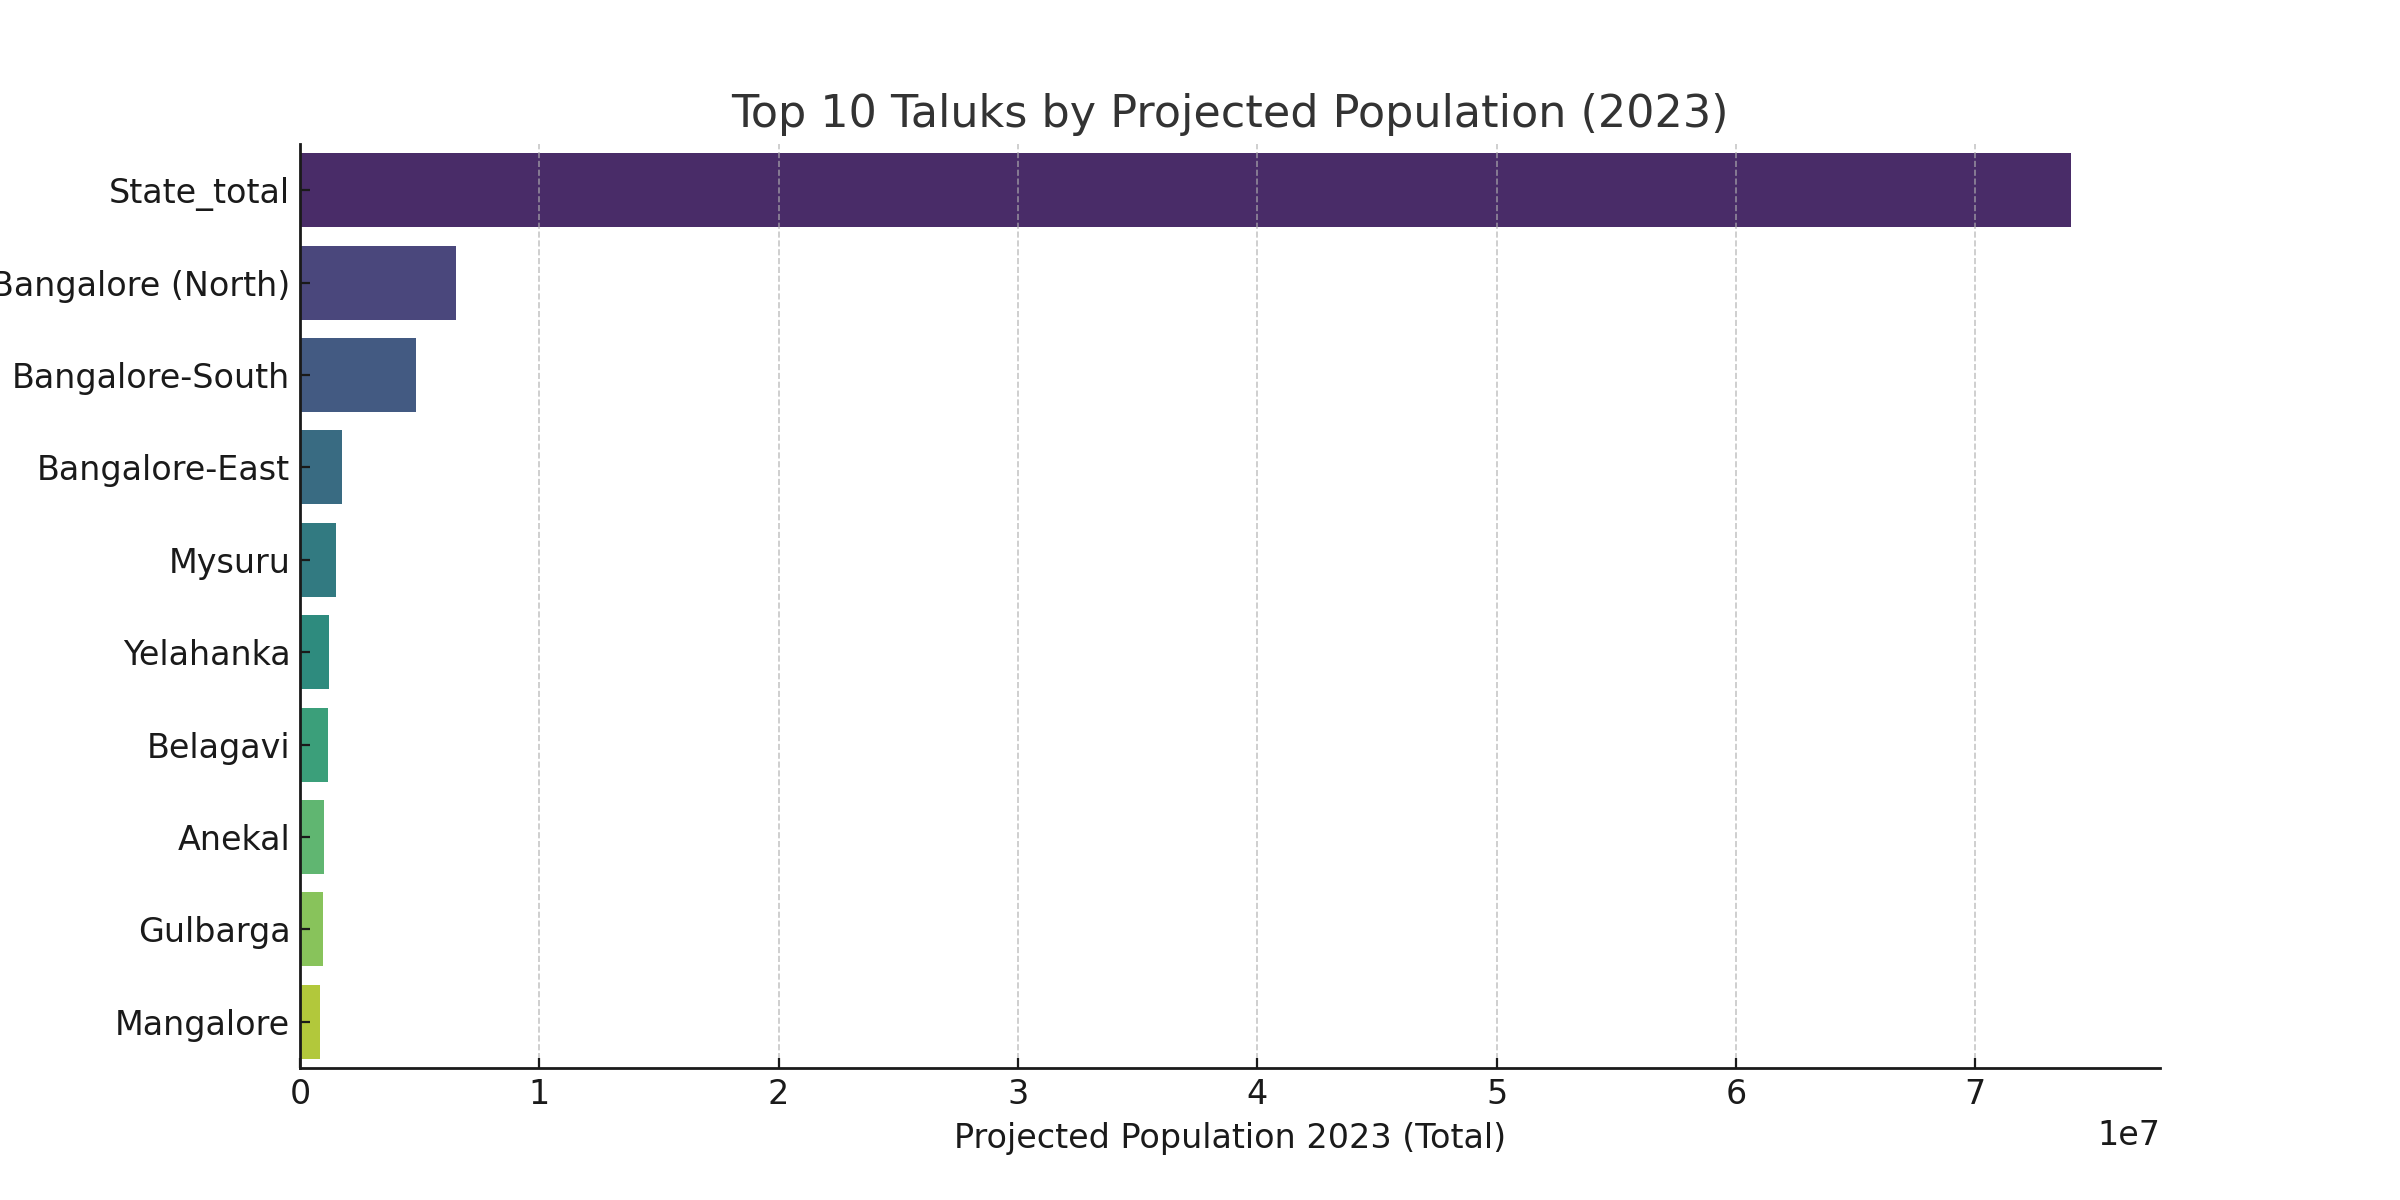 Top 10 Taluks by Projected Population (2023)
State_total
Bangalore (North)
Bangalore-South
Bangalore-East
Mysuru
Yelahanka
Belagavi
Anekal
Gulbarga
Mangalore
0 1 2 3 4 5 6 7
Projected Population 2023 (Total)
1e7